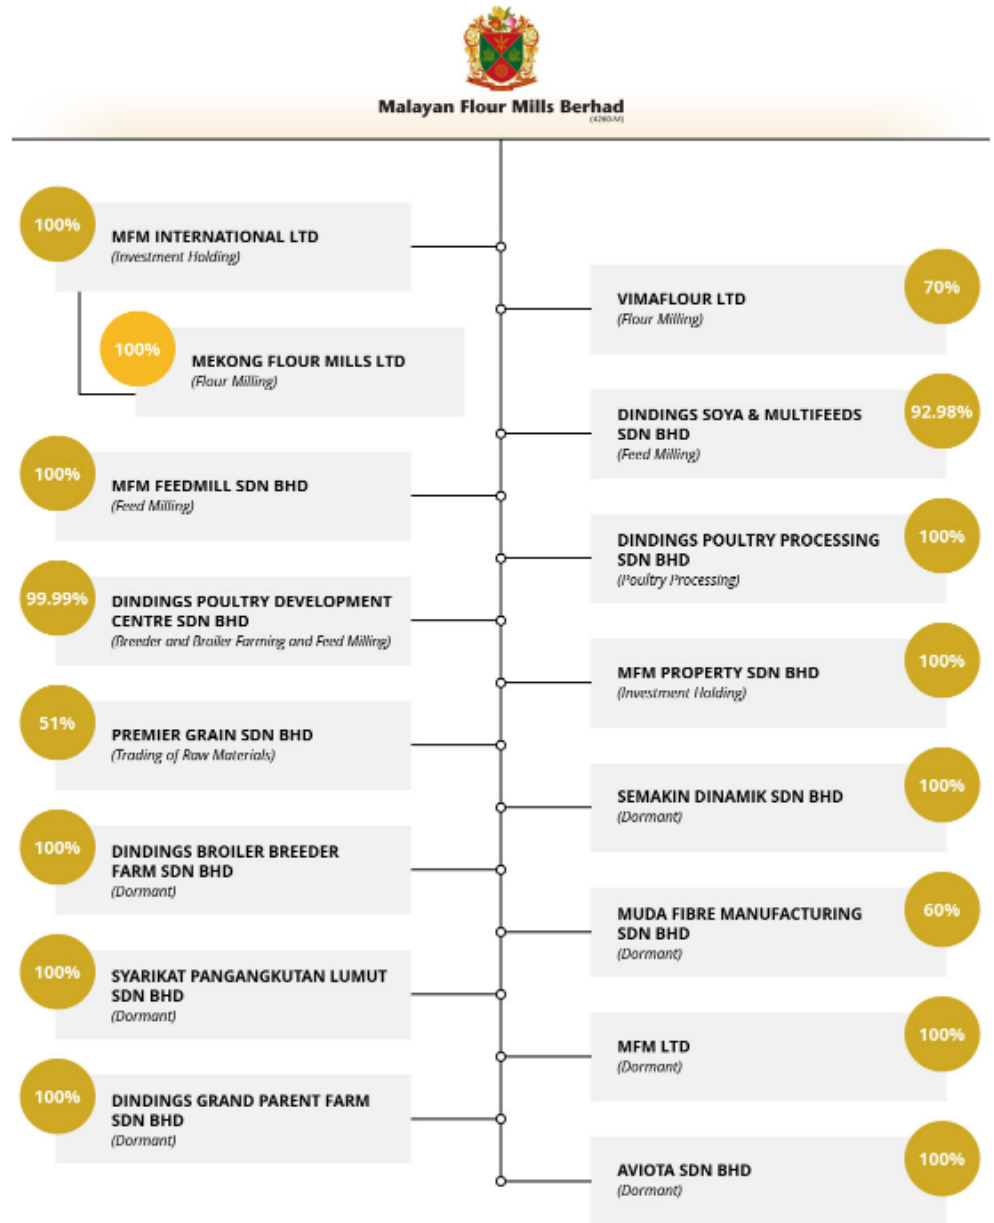 Malayan Flour Mills Berhad
(4260-M)
100%
MFM INTERNATIONAL LTD
(Investment Holding)
100%
MEKONG FLOUR MILLS LTD
(Flour Milling)
100%
MFM FEEDMILL SDN BHD
(Feed Milling)
99.99%
DINDINGS POULTRY DEVELOPMENT
CENTRE SDN BHD
(Breeder and Broiler Farming and Feed Milling)
51%
PREMIER GRAIN SDN BHD
(Trading of Raw Materials)
100%
DINDINGS BROILER BREEDER
FARM SDN BHD
(Dormant)
100%
SYARIKAT PANGANGKUTAN LUMUT
SDN BHD
(Dormant)
100%
DINDINGS GRAND PARENT FARM
SDN BHD
(Dormant)
70%
VIMAFLOUR LTD
(Flour Milling)
92.98%
DINDINGS SOYA & MULTIFEEDS
SDN BHD
(Feed Milling)
100%
DINDINGS POULTRY PROCESSING
SDN BHD
(Poultry Processing)
100%
MFM PROPERTY SDN BHD
(Investment Holding)
100%
SEMAKIN DINAMIK SDN BHD
(Dormant)
60%
MUDA FIBRE MANUFACTURING
SDN BHD
(Dormant)
100%
MFM LTD
(Dormant)
100%
AVIOTA SDN BHD
(Dormant)